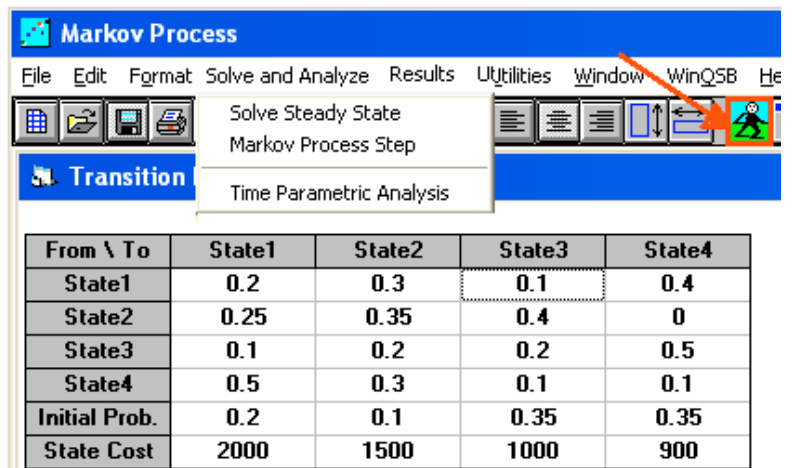 Markov Process
File Edit Format Solve and Analyze Results UUtilities Window WinQSB He
Solve Steady State
Markov Process Step
Time Parametric Analysis
Transition
From \ To State1 State2 State3 State4
State1 0.2 0.3 0.1 0.4
State2 0.25 0.35 0.4 0
State3 0.1 0.2 0.2 0.5
State4 0.5 0.3 0.1 0.1
Initial Prob. 0.2 0.1 0.35 0.35
State Cost 2000 1500 1000 900